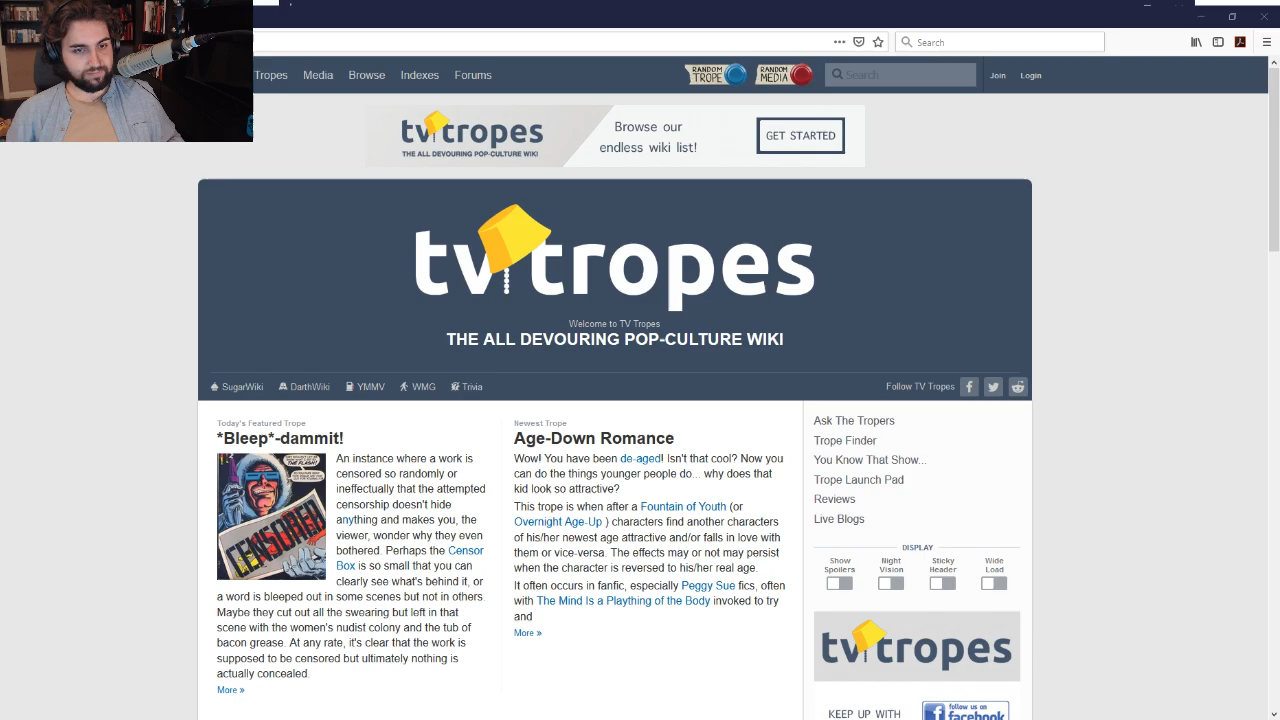 Search
Tropes Media Browse Indexes Forums
RANDOM TROPE
RANDOM MEDIA
Search
Join Login
tv tropes
THE ALL DEVOURING POP-CULTURE WIKI
Browse our
endless wiki list!
GET STARTED
tv tropes
Welcome to TV Tropes
THE ALL DEVOURING POP-CULTURE WIKI
SugarWiki DarthWiki YMMV WMG Trivia
Follow TV Tropes
Today's Featured Trope
*Bleep*-dammit!
CENSORED
An instance where a work is
censored so randomly or
ineffectually that the attempted
censorship doesn't hide
anything and makes you, the
viewer, wonder why they even
bothered. Perhaps the Censor
Box is so small that you can
clearly see what's behind it, or
a word is bleeped out in some scenes but not in others.
Maybe they cut out all the swearing but left in that
scene with the women's nudist colony and the tub of
bacon grease. At any rate, it's clear that the work is
supposed to be censored but ultimately nothing is
actually concealed.
More »
Newest Trope
Age-Down Romance
Wow! You have been de-aged! Isn't that cool? Now you
can do the things younger people do... why does that
kid look so attractive?
This trope is when after a Fountain of Youth (or
Overnight Age-Up ) characters find another characters
of his/her newest age attractive and/or falls in love with
them or vice-versa. The effects may or may not persist
when the character is reversed to his/her real age.
It often occurs in fanfic, especially Peggy Sue fics, often
with The Mind Is a Plaything of the Body invoked to try
and
More »
Ask The Tropers
Trope Finder
You Know That Show...
Trope Launch Pad
Reviews
Live Blogs
DISPLAY
Show Spoilers
Night Vision
Sticky Header
Wide Load
tv tropes
KEEP UP WITH
follow us on
facebook